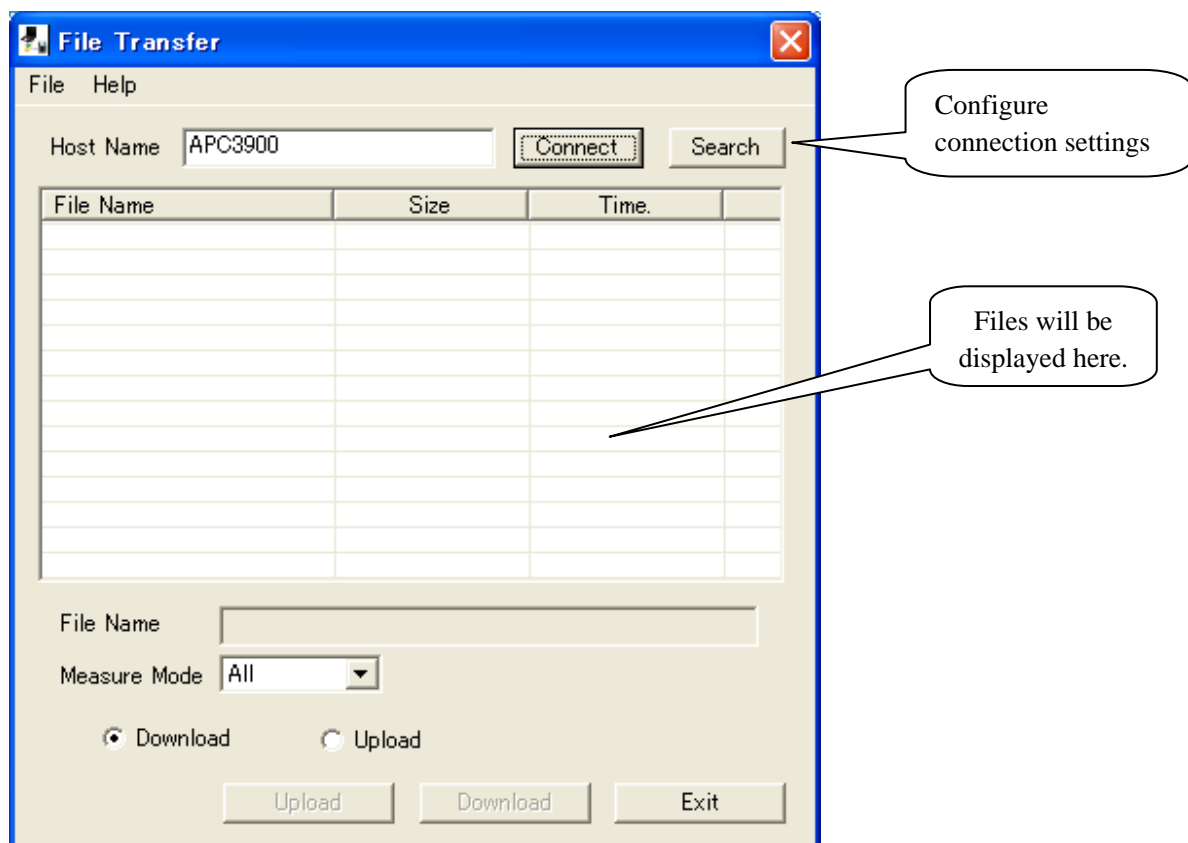 File Transfer
File Help
Host Name APC3900 Connect Search
Configure
connection settings
File Name Size Time.
Files will be
displayed here.
File Name
Measure Mode All
Download Upload
Upload Download Exit